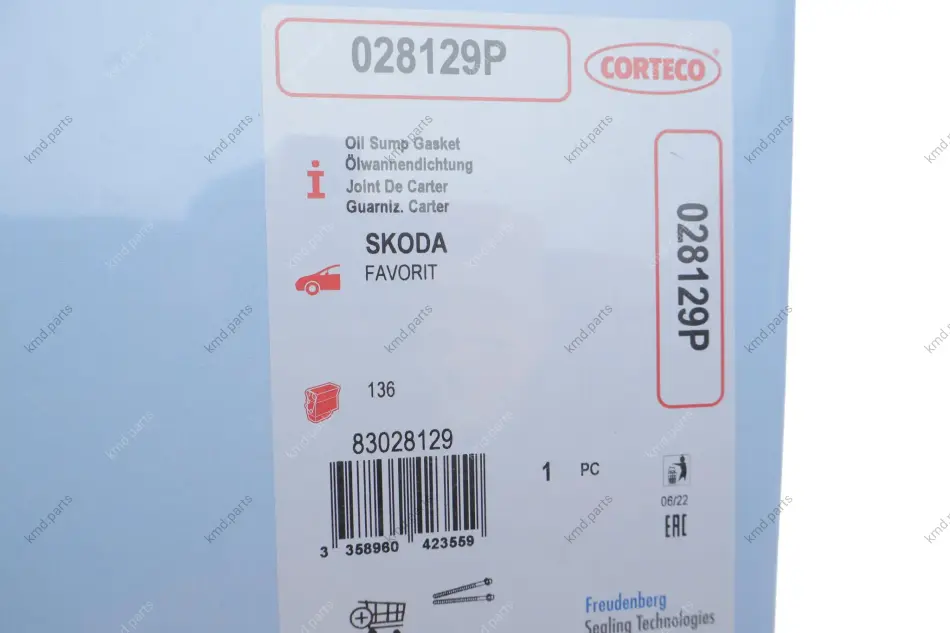 028129P
CORTECO
Oil Sump Gasket
Ölwannendichtung
Joint De Carter
Guarniz. Carter
SKODA
FAVORIT
028129P
136
83028129
1 PC
3 358960 423559
06/22
EAC
Freudenberg
Sealing Technologies
kmd.parts